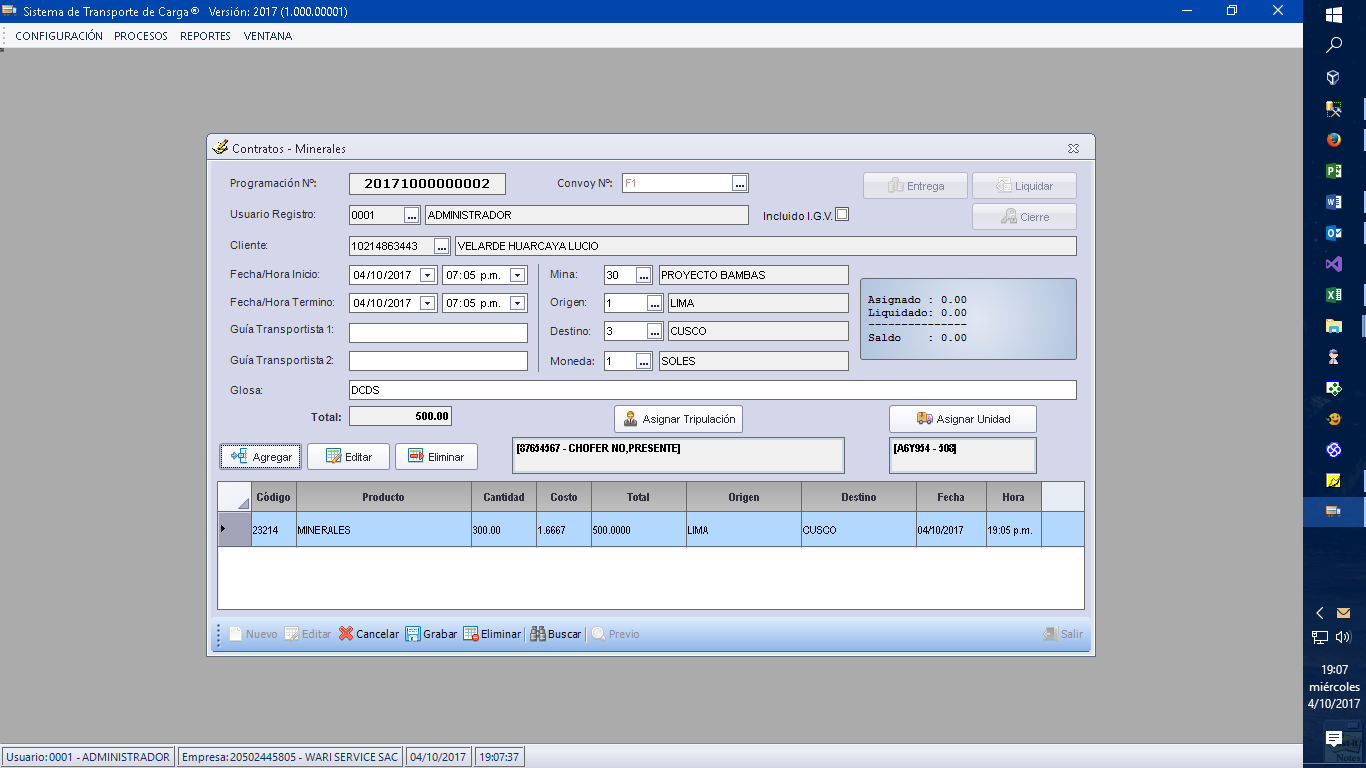 Sistema de Transporte de Carga® Versión: 2017 (1.000.00001)
CONFIGURACIÓN PROCESOS REPORTES VENTANA
Contratos - Minerales
Programación Nº: 20171000000002 Convoy Nº: F1 ... Entrega Liquidar
Usuario Registro: 0001 ... ADMINISTRADOR Incluido I.G.V. Cierre
Cliente: 10214863443 ... VELARDE HUARCAYA LUCIO
Fecha/Hora Inicio: 04/10/2017 07:05 p.m. Mina: 30 ... PROYECTO BAMBAS
Fecha/Hora Termino: 04/10/2017 07:05 p.m. Origen: 1 ... LIMA
Guía Transportista 1: Destino: 3 ... CUSCO
Guía Transportista 2: Moneda: 1 ... SOLES
Asignado : 0.00
Liquidado: 0.00
---------------
Saldo : 0.00
Glosa: DCDS
Total: 500.00 Asignar Tripulación Asignar Unidad
Agregar Editar Eliminar [87654567 - CHOFER NO,PRESENTE] [A6Y954 - 508]
Código Producto Cantidad Costo Total Origen Destino Fecha Hora
23214 MINERALES 300.00 1.6667 500.0000 LIMA CUSCO 04/10/2017 19:05 p.m.
Nuevo Editar Cancelar Grabar Eliminar Buscar Previo Salir
Usuario: 0001 - ADMINISTRADOR Empresa: 20502445805 - WARI SERVICE SAC 04/10/2017 19:07:37
19:07
miércoles
4/10/2017
Notes